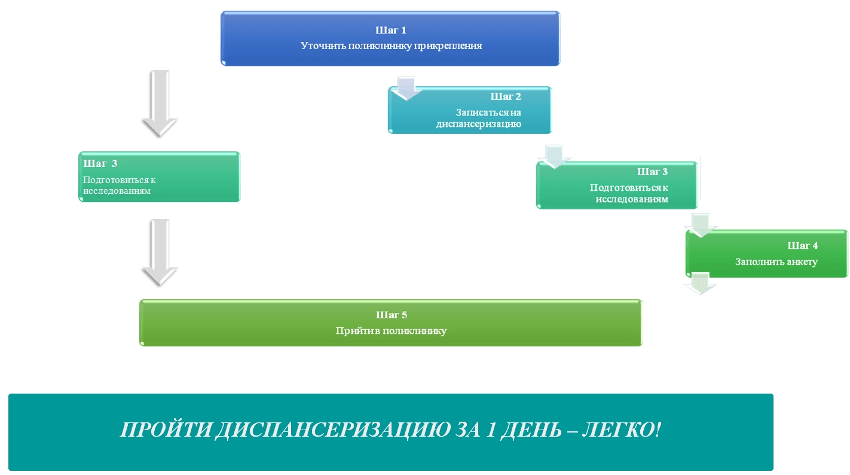 Шаг 1
Уточнить поликлинику прикрепления
Шаг 2
Записаться на
диспансеризацию
Шаг 3
Подготовиться к
исследованиям
Шаг 3
Подготовиться к
исследованиям
Шаг 4
Заполнить анкету
Шаг 5
Прийти в поликлинику
ПРОЙТИ ДИСПАНСЕРИЗАЦИЮ ЗА 1 ДЕНЬ – ЛЕГКО!